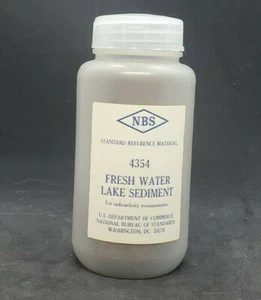 NBS
STANDARD REFERENCE MATERIAL
4354
FRESH WATER
LAKE SEDIMENT
For radioactivity measurements
U.S. DEPARTMENT OF COMMERCE
NATIONAL BUREAU OF STANDARDS
WASHINGTON, DC 20234